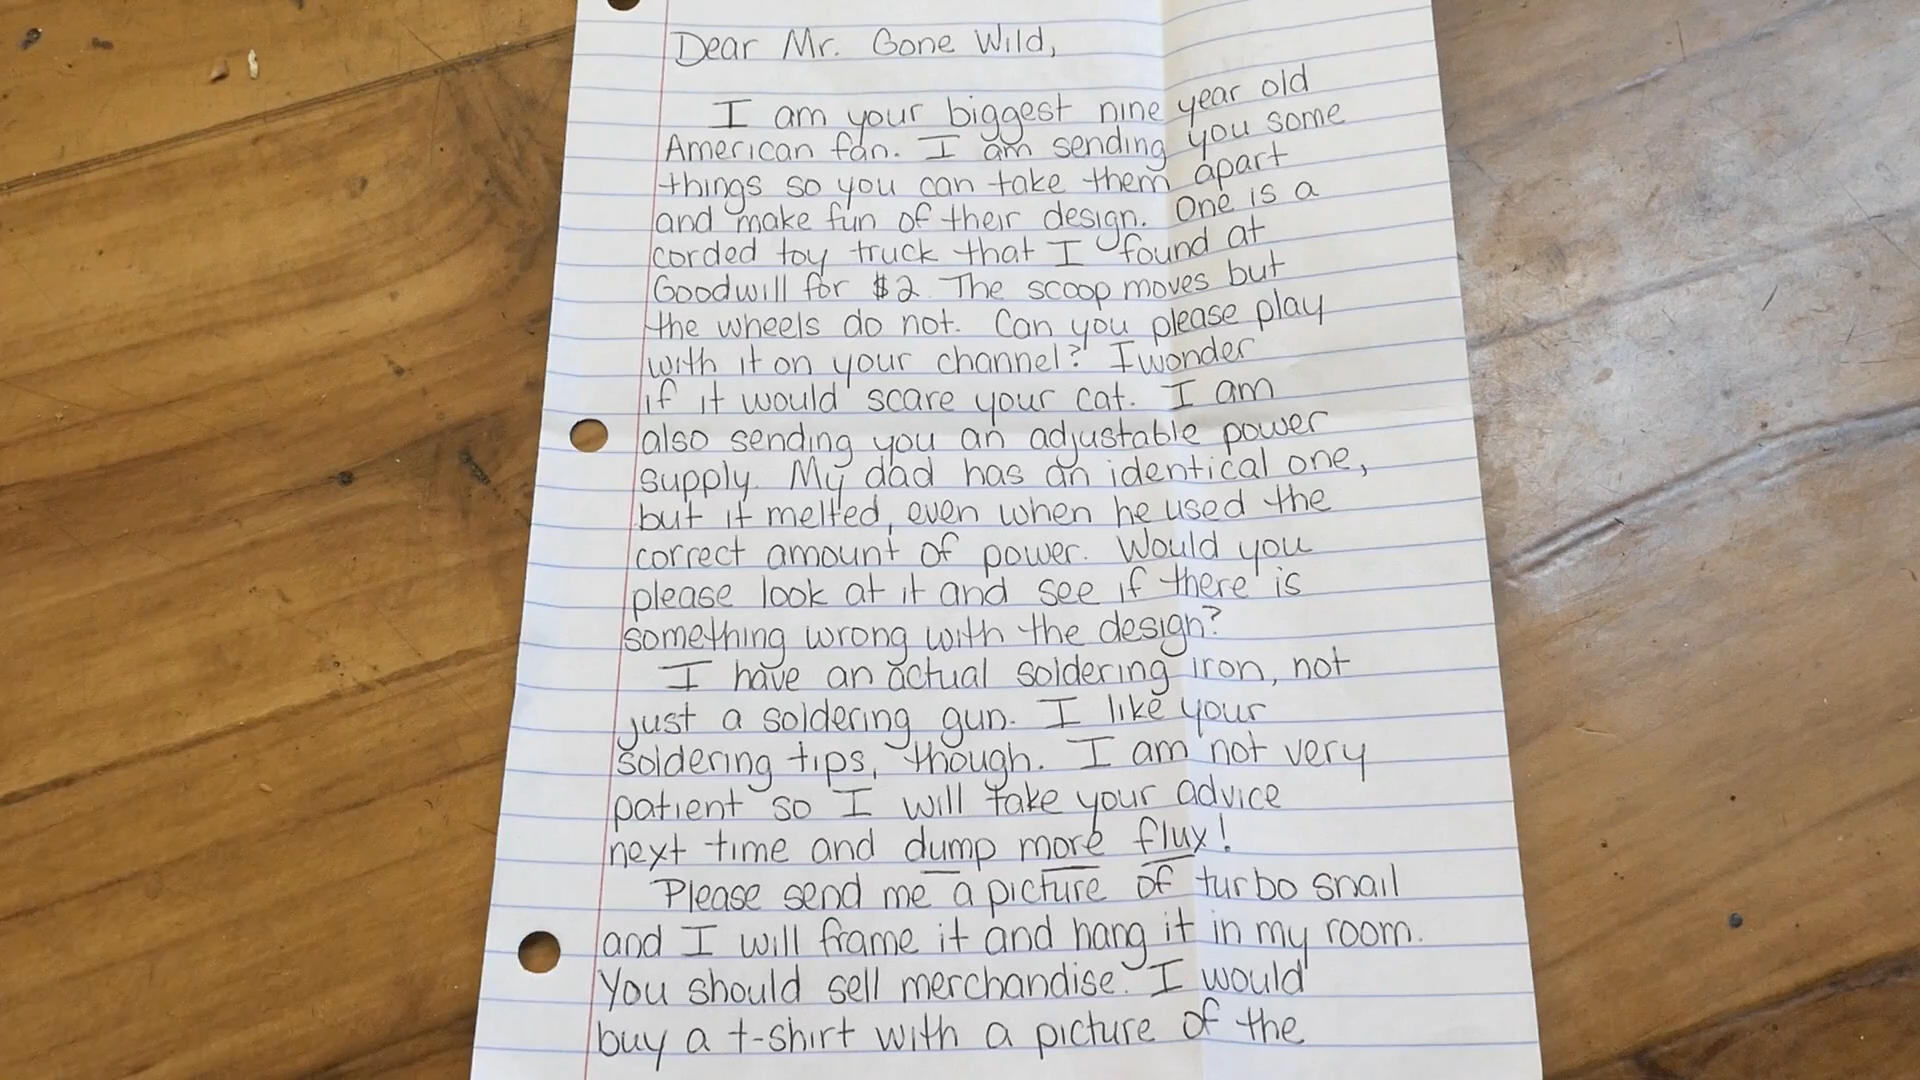 Dear Mr. Gone Wild,
I am your biggest nine year old
American fan. I am sending you some
things so you can take them apart
and make fun of their design. One is a
corded toy truck that I found at
Goodwill for $2. The scoop moves but
the wheels do not. Can you please play
with it on your channel? I wonder
if it would scare your cat. I am
also sending you an adjustable power
supply. My dad has an identical one,
but it melted, even when he used the
correct amount of power. Would you
please look at it and see if there is
something wrong with the design?
I have an actual soldering iron, not
just a soldering gun. I like your
soldering tips, though. I am not very
patient so I will take your advice
next time and dump more flux!
Please send me a picture of turbo snail
and I will frame it and hang it in my room.
You should sell merchandise. I would
buy a t-shirt with a picture of the